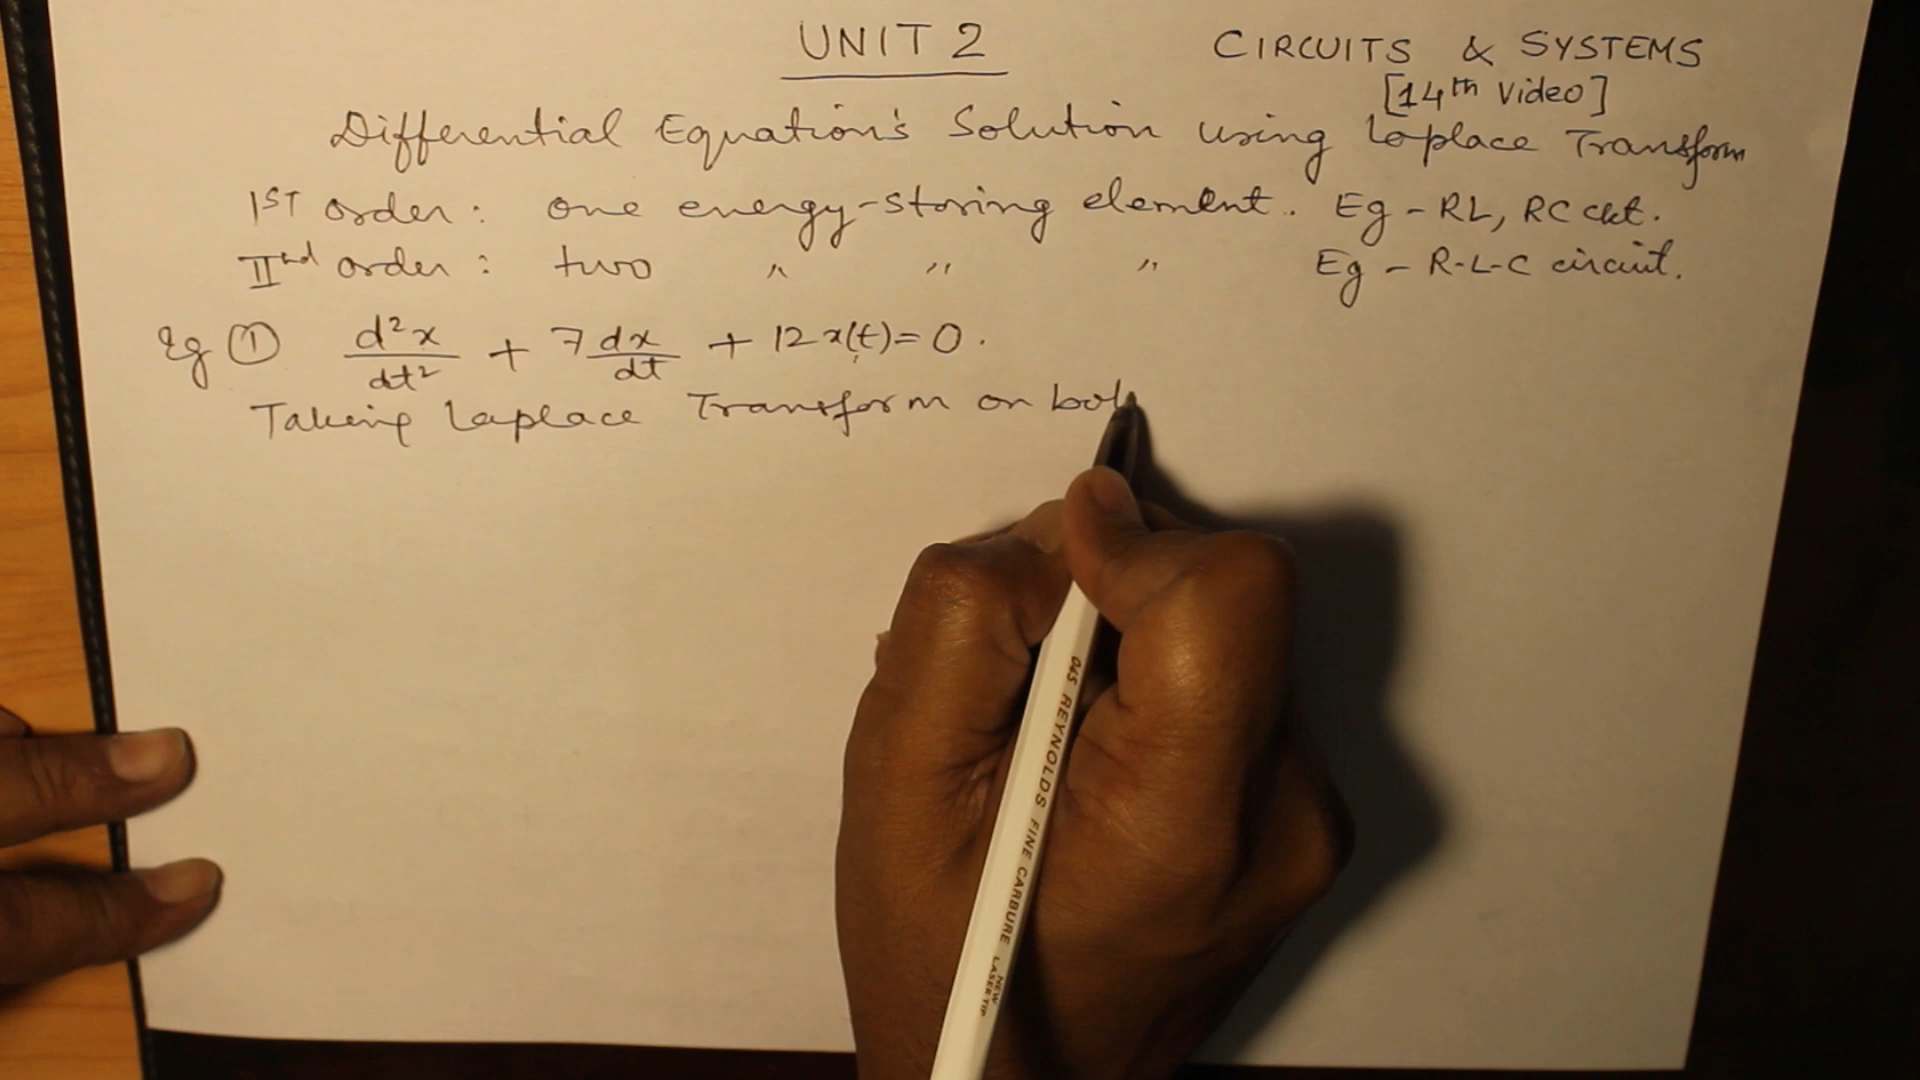 UNIT 2
CIRCUITS & SYSTEMS
[14th Video]
Differential Equation's Solution using Laplace Transform
1ST order : one energy-storing element. Eg - RL, RC ckt.
IInd order : two " " " Eg - R-L-C circuit.
Eg ① d²x/dt² + 7 dx/dt + 12 x(t) = 0.
Taking Laplace Transform on bot
045 REYNOLDS FINE CARBURE NEW LASER TIP